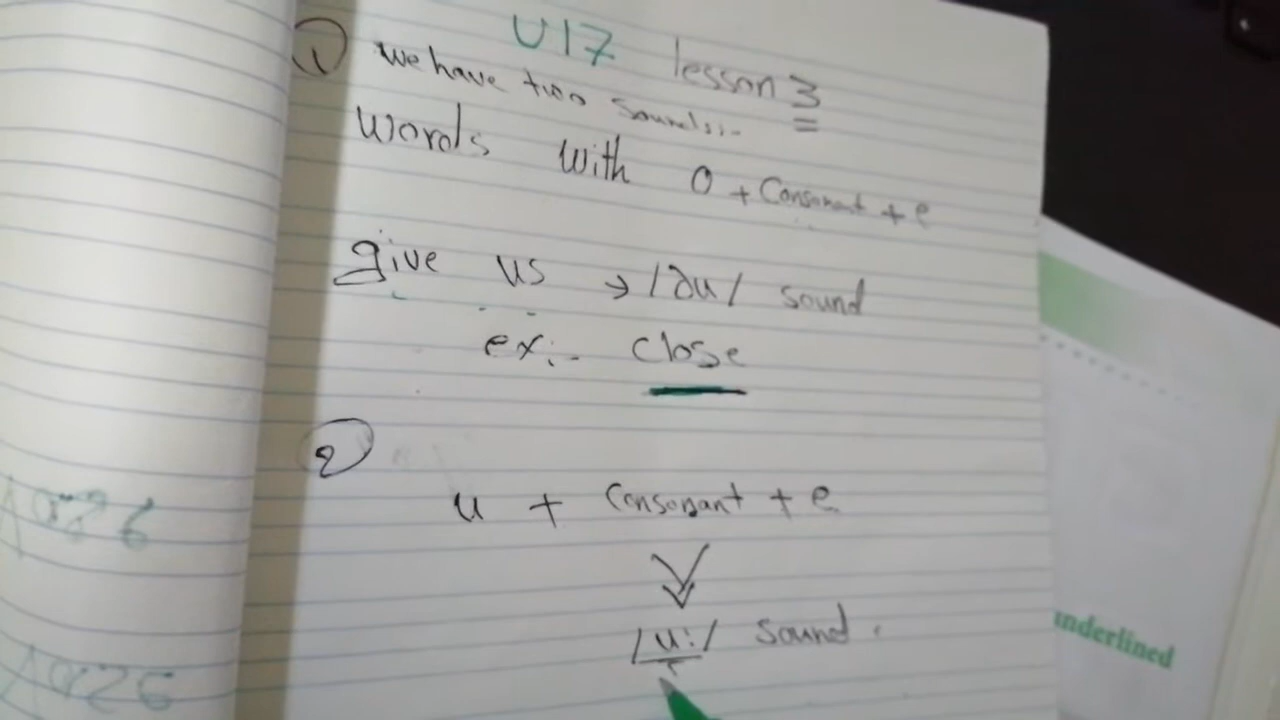 U17 lesson 3
① we have two sounds:-
words with o + Consonant + e
give us → /əu/ sound
ex:- close
②
u + Consonant + e
/u:/ sound.
underlined